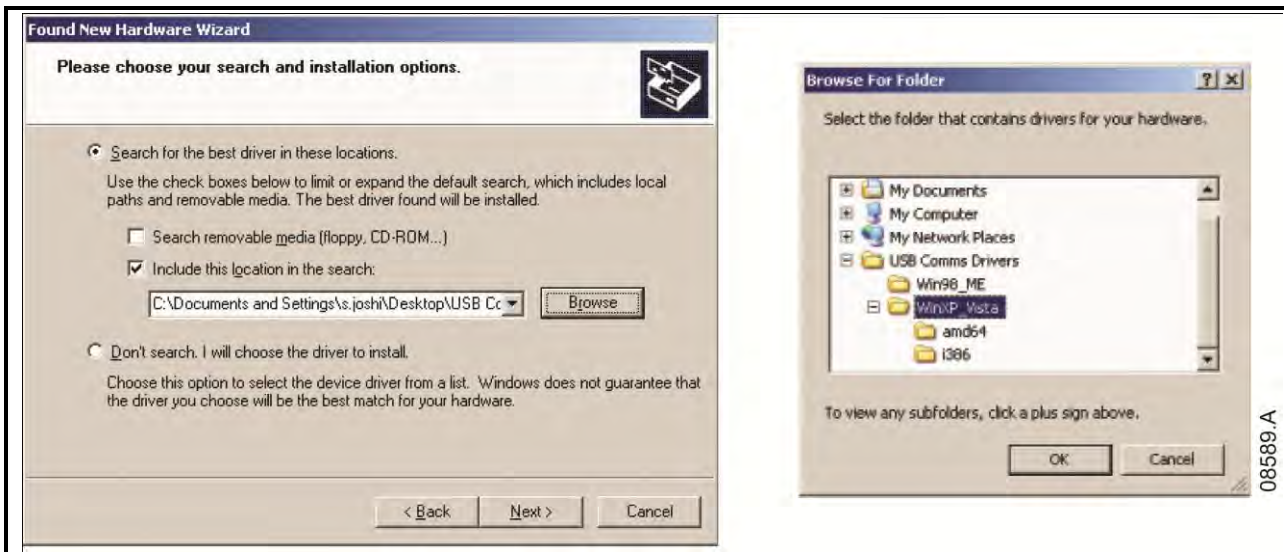 Found New Hardware Wizard
Please choose your search and installation options.
Search for the best driver in these locations.
Use the check boxes below to limit or expand the default search, which includes local
paths and removable media. The best driver found will be installed.
Search removable media (floppy, CD-ROM...)
Include this location in the search:
C:\Documents and Settings\s.joshi\Desktop\USB Cc
Browse
Don't search. I will choose the driver to install.
Choose this option to select the device driver from a list. Windows does not guarantee that
the driver you choose will be the best match for your hardware.
< Back
Next >
Cancel
Browse For Folder
Select the folder that contains drivers for your hardware.
My Documents
My Computer
My Network Places
USB Comms Drivers
Win98_ME
WinXP_Vista
amd64
i386
To view any subfolders, click a plus sign above.
OK
Cancel
08589.A